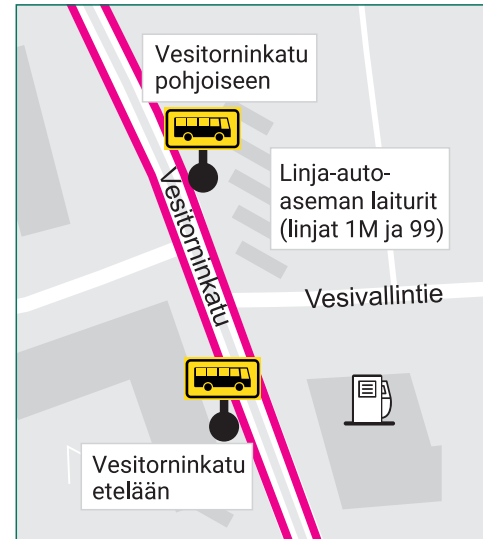 Vesitorninkatu
pohjoiseen
Linja-auto-
aseman laiturit
(linjat 1M ja 99)
Vesitorninkatu
Vesivallintie
Vesitorninkatu
etelään